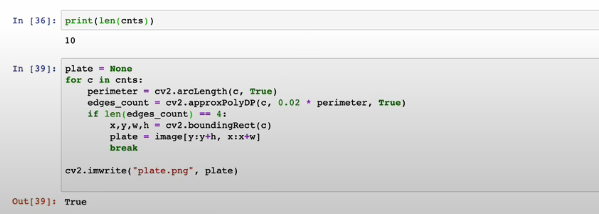 In [36]: print(len(cnts))
10
In [39]: plate = None
for c in cnts:
    perimeter = cv2.arcLength(c, True)
    edges_count = cv2.approxPolyDP(c, 0.02 * perimeter, True)
    if len(edges_count) == 4:
        x,y,w,h = cv2.boundingRect(c)
        plate = image[y:y+h, x:x+w]
        break
cv2.imwrite("plate.png", plate)
Out[39]: True